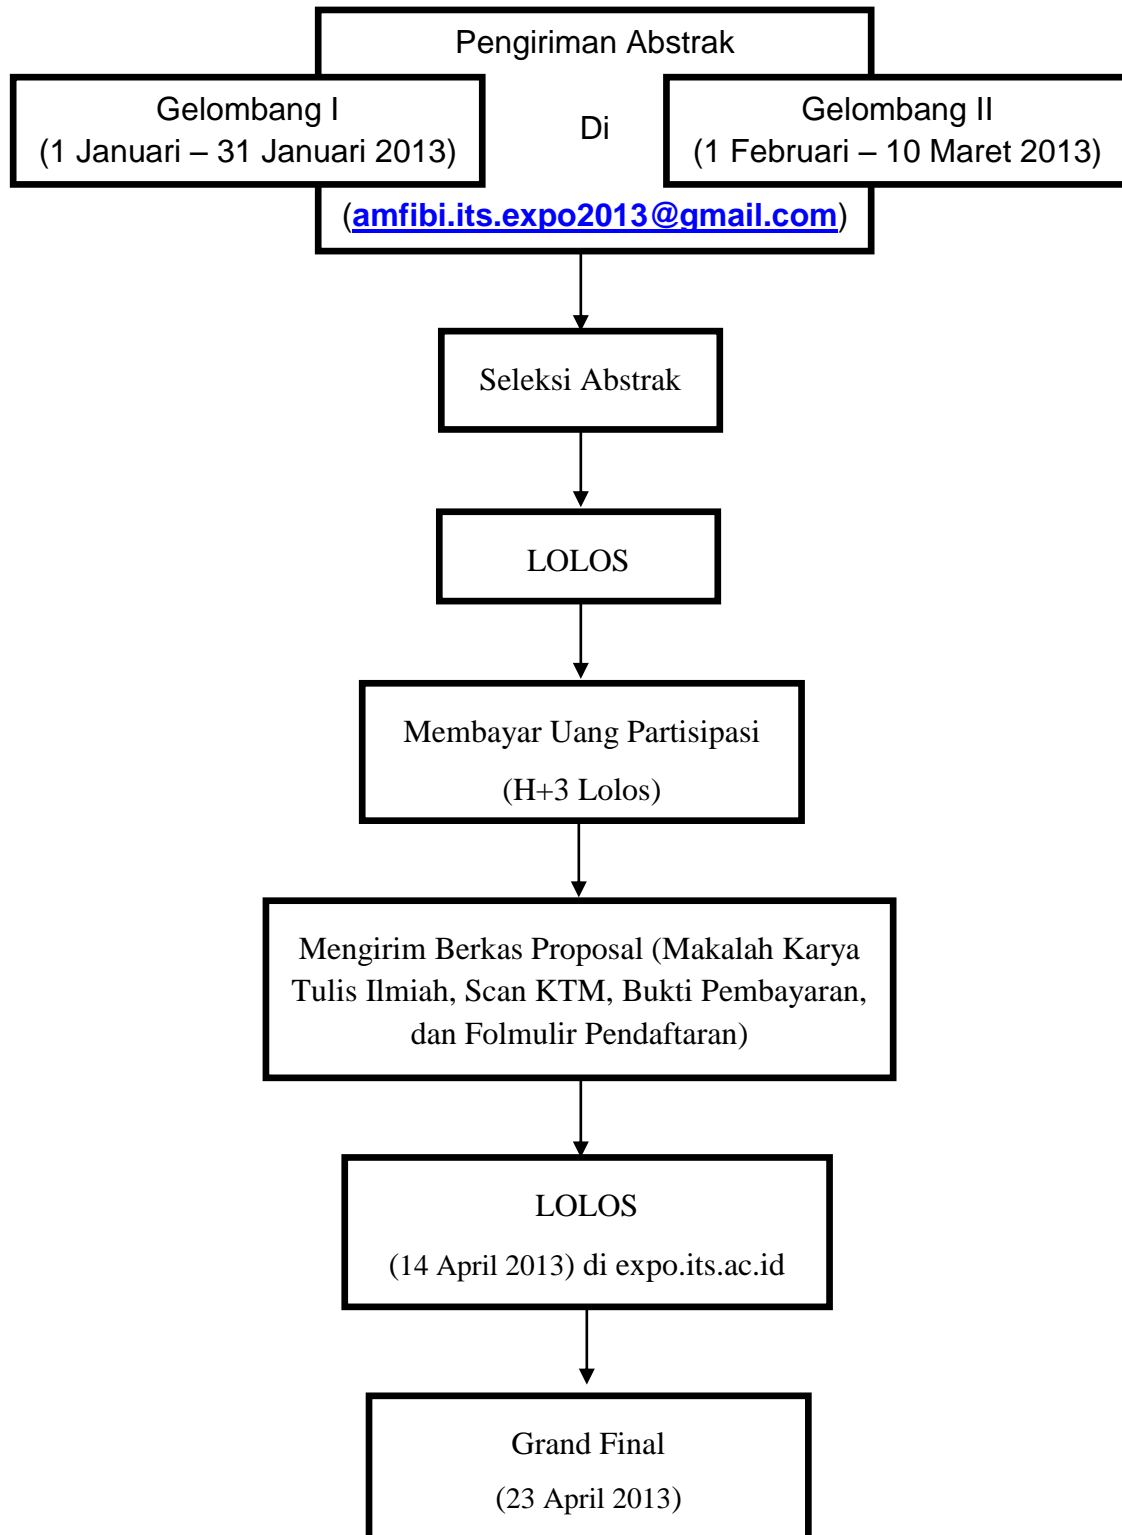 Pengiriman Abstrak
Gelombang I
(1 Januari – 31 Januari 2013)
Di
Gelombang II
(1 Februari – 10 Maret 2013)
(amfibi.its.expo2013@gmail.com)
Seleksi Abstrak
LOLOS
Membayar Uang Partisipasi
(H+3 Lolos)
Mengirim Berkas Proposal (Makalah Karya
Tulis Ilmiah, Scan KTM, Bukti Pembayaran,
dan Folmulir Pendaftaran)
LOLOS
(14 April 2013) di expo.its.ac.id
Grand Final
(23 April 2013)